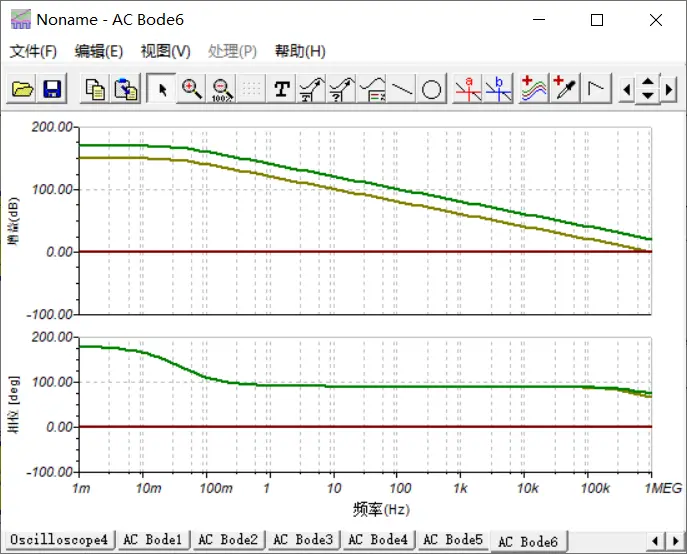 Noname - AC Bode6
文件(F) 编辑(E) 视图(V) 处理(P) 帮助(H)
100% T T ? a b
200.00
100.00
增益(dB)
0.00
-100.00
200.00
100.00
相位 [deg]
0.00
-100.00
1m 10m 100m 1 10 100 1k 10k 100k 1MEG
频率(Hz)
Oscilloscope4 AC Bode1 AC Bode2 AC Bode3 AC Bode4 AC Bode5 AC Bode6